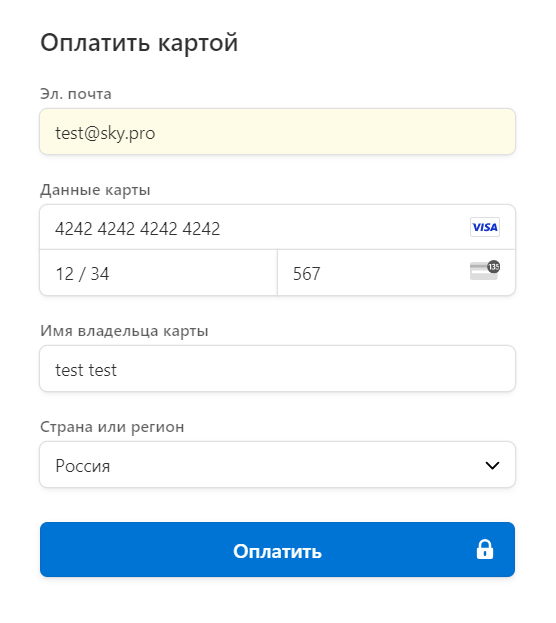 Оплатить картой
Эл. почта
test@sky.pro
Данные карты
4242 4242 4242 4242 VISA
12 / 34 567 135
Имя владельца карты
test test
Страна или регион
Россия
Оплатить